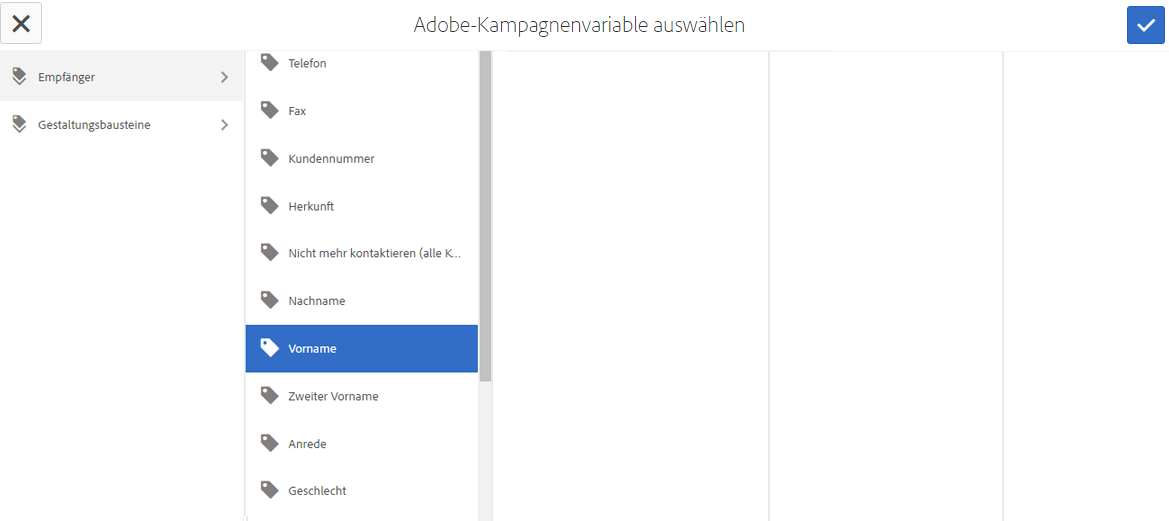 Adobe-Kampagnenvariable auswählen
Empfänger
Gestaltungsbausteine
Telefon
Fax
Kundennummer
Herkunft
Nicht mehr kontaktieren (alle K...
Nachname
Vorname
Zweiter Vorname
Anrede
Geschlecht